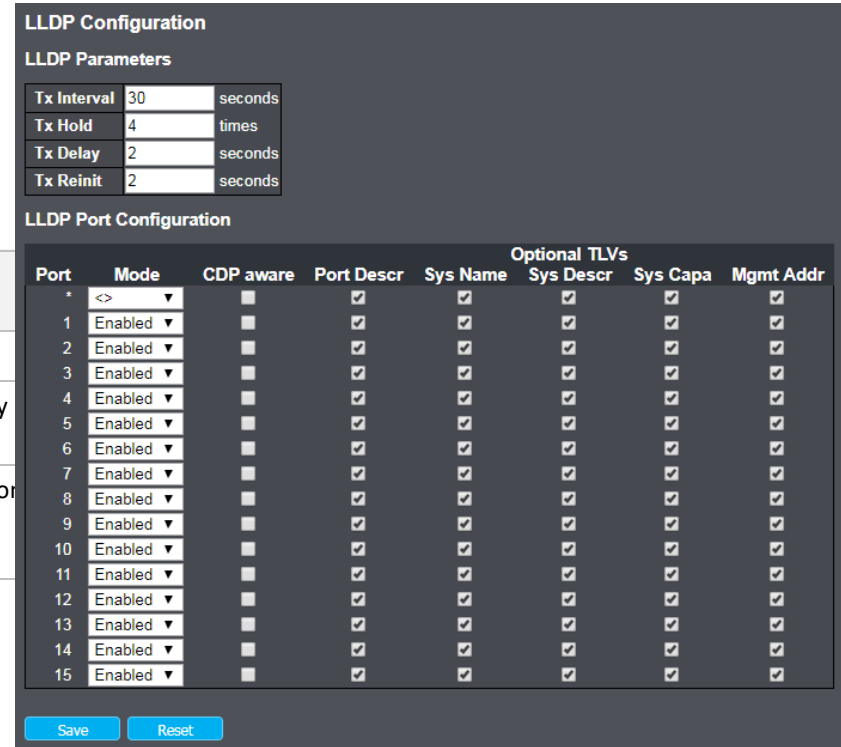 LLDP Configuration
LLDP Parameters
Tx Interval 30 seconds
Tx Hold 4 times
Tx Delay 2 seconds
Tx Reinit 2 seconds
LLDP Port Configuration
Optional TLVs
Port Mode CDP aware Port Descr Sys Name Sys Descr Sys Capa Mgmt Addr
* <>
1 Enabled
2 Enabled
3 Enabled
4 Enabled
y
5 Enabled
6 Enabled
7 Enabled
or
8 Enabled
9 Enabled
10 Enabled
11 Enabled
12 Enabled
13 Enabled
14 Enabled
15 Enabled
Save Reset